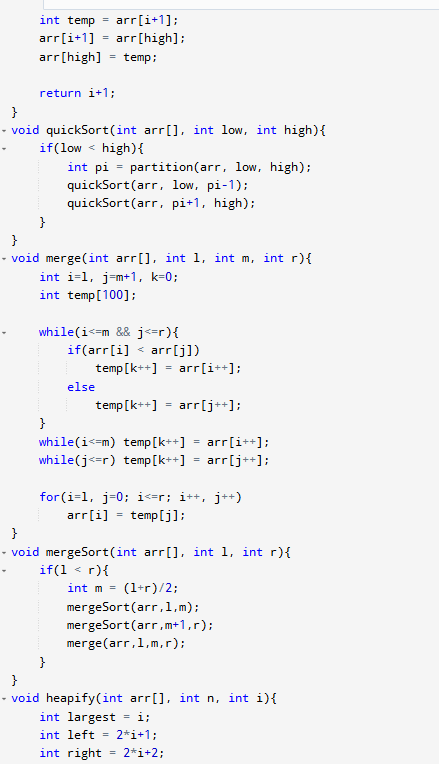 int temp = arr[i+1];
arr[i+1] = arr[high];
arr[high] = temp;
return i+1;
}
void quickSort(int arr[], int low, int high){
if(low < high){
int pi = partition(arr, low, high);
quickSort(arr, low, pi-1);
quickSort(arr, pi+1, high);
}
}
void merge(int arr[], int l, int m, int r){
int i=l, j=m+1, k=0;
int temp[100];
while(i<=m && j<=r){
if(arr[i] < arr[j])
temp[k++] = arr[i++];
else
temp[k++] = arr[j++];
}
while(i<=m) temp[k++] = arr[i++];
while(j<=r) temp[k++] = arr[j++];
for(i=l, j=0; i<=r; i++, j++)
arr[i] = temp[j];
}
void mergeSort(int arr[], int l, int r){
if(l < r){
int m = (l+r)/2;
mergeSort(arr,l,m);
mergeSort(arr,m+1,r);
merge(arr,l,m,r);
}
}
void heapify(int arr[], int n, int i){
int largest = i;
int left = 2*i+1;
int right = 2*i+2;